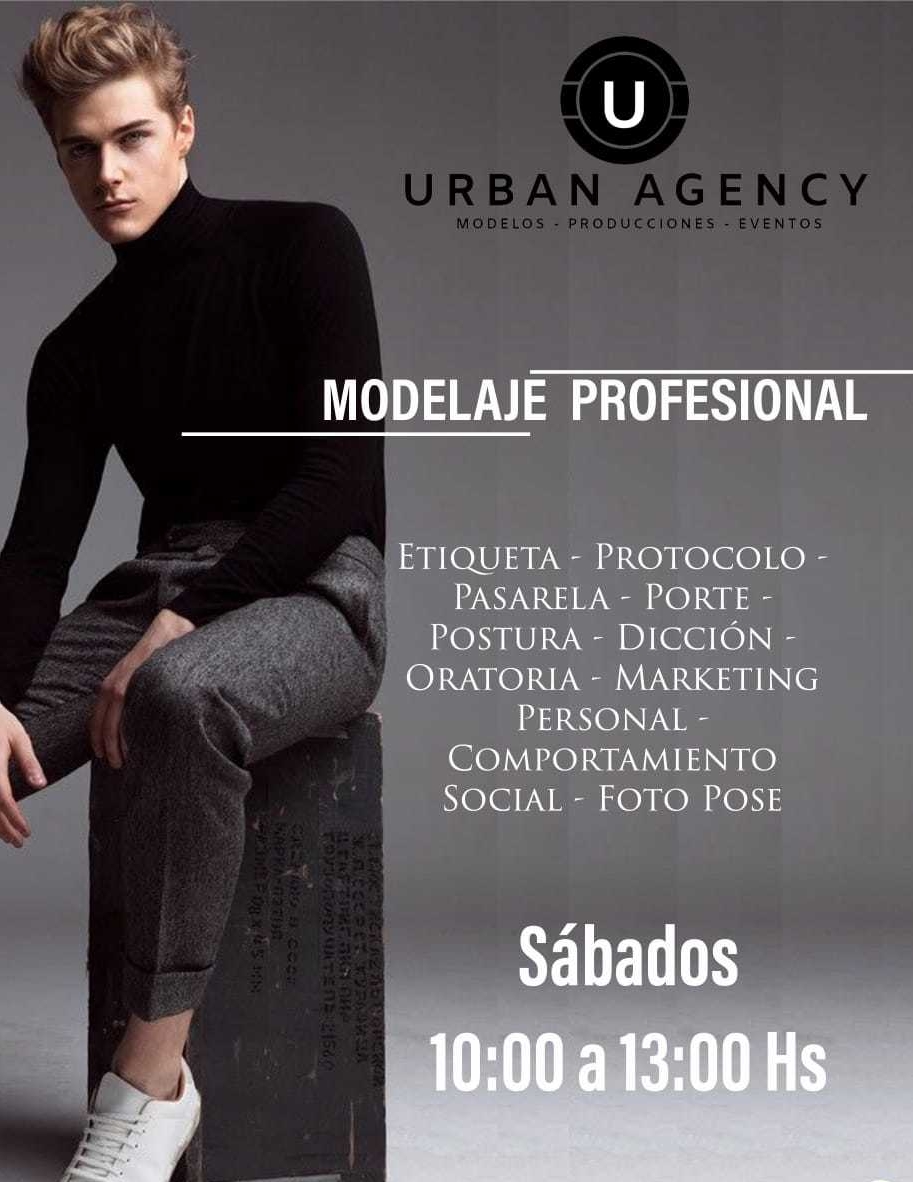 U
URBAN AGENCY
MODELOS - PRODUCCIONES - EVENTOS
MODELAJE PROFESIONAL
ETIQUETA - PROTOCOLO -
PASARELA - PORTE -
POSTURA - DICCIÓN -
ORATORIA - MARKETING
PERSONAL -
COMPORTAMIENTO
SOCIAL - FOTO POSE
Sábados
10:00 a 13:00 Hs